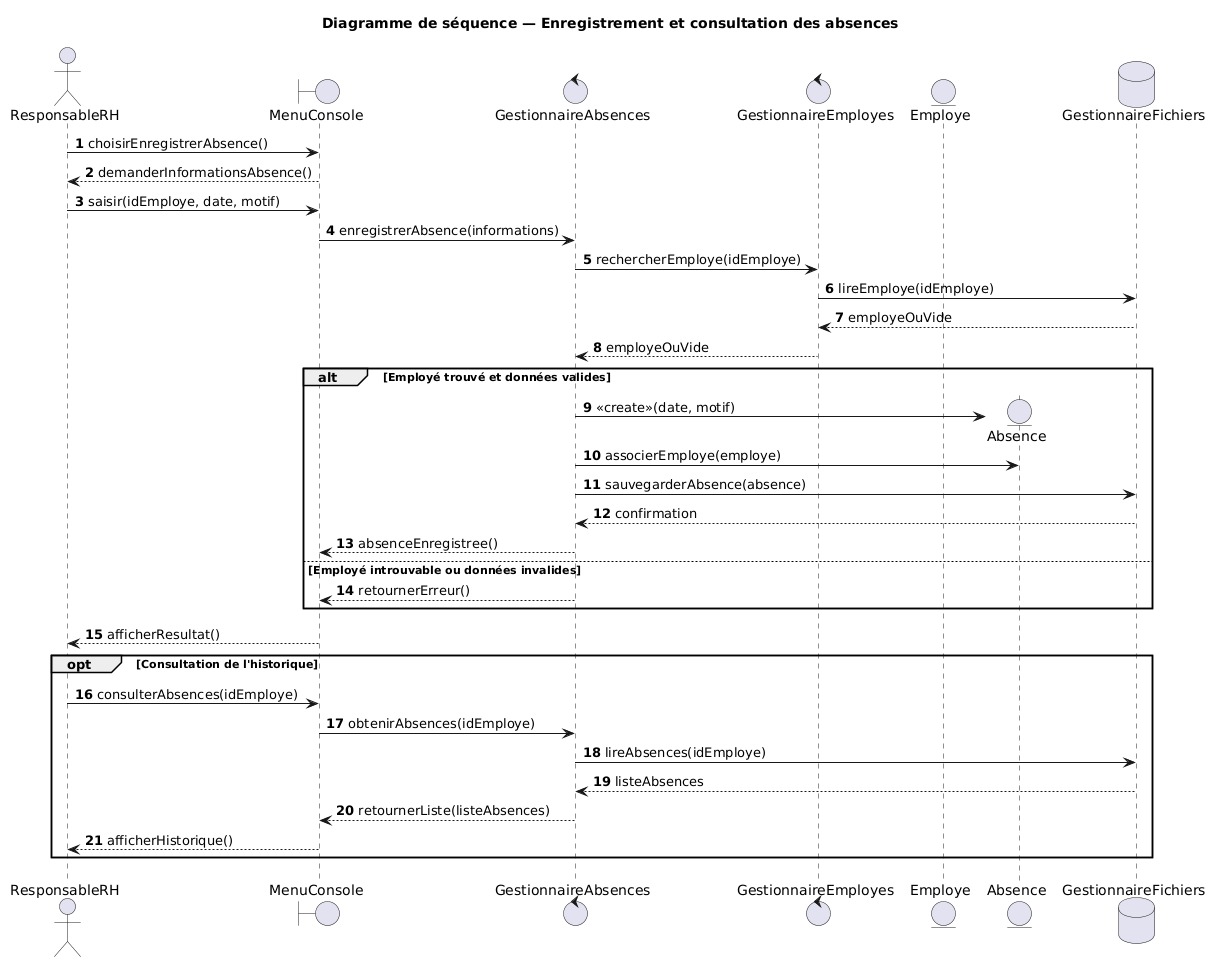 Diagramme de séquence — Enregistrement et consultation des absences
ResponsableRH
MenuConsole
GestionnaireAbsences
GestionnaireEmployes
Employe
GestionnaireFichiers
1 choisirEnregistrerAbsence()
2 demanderInformationsAbsence()
3 saisir(idEmploye, date, motif)
4 enregistrerAbsence(informations)
5 rechercherEmploye(idEmploye)
6 lireEmploye(idEmploye)
7 employeOuVide
8 employeOuVide
alt [Employé trouvé et données valides]
9 «create»(date, motif)
Absence
10 associerEmploye(employe)
11 sauvegarderAbsence(absence)
12 confirmation
13 absenceEnregistree()
[Employé introuvable ou données invalides]
14 retournerErreur()
15 afficherResultat()
opt [Consultation de l'historique]
16 consulterAbsences(idEmploye)
17 obtenirAbsences(idEmploye)
18 lireAbsences(idEmploye)
19 listeAbsences
20 retournerListe(listeAbsences)
21 afficherHistorique()
ResponsableRH
MenuConsole
GestionnaireAbsences
GestionnaireEmployes
Employe
Absence
GestionnaireFichiers